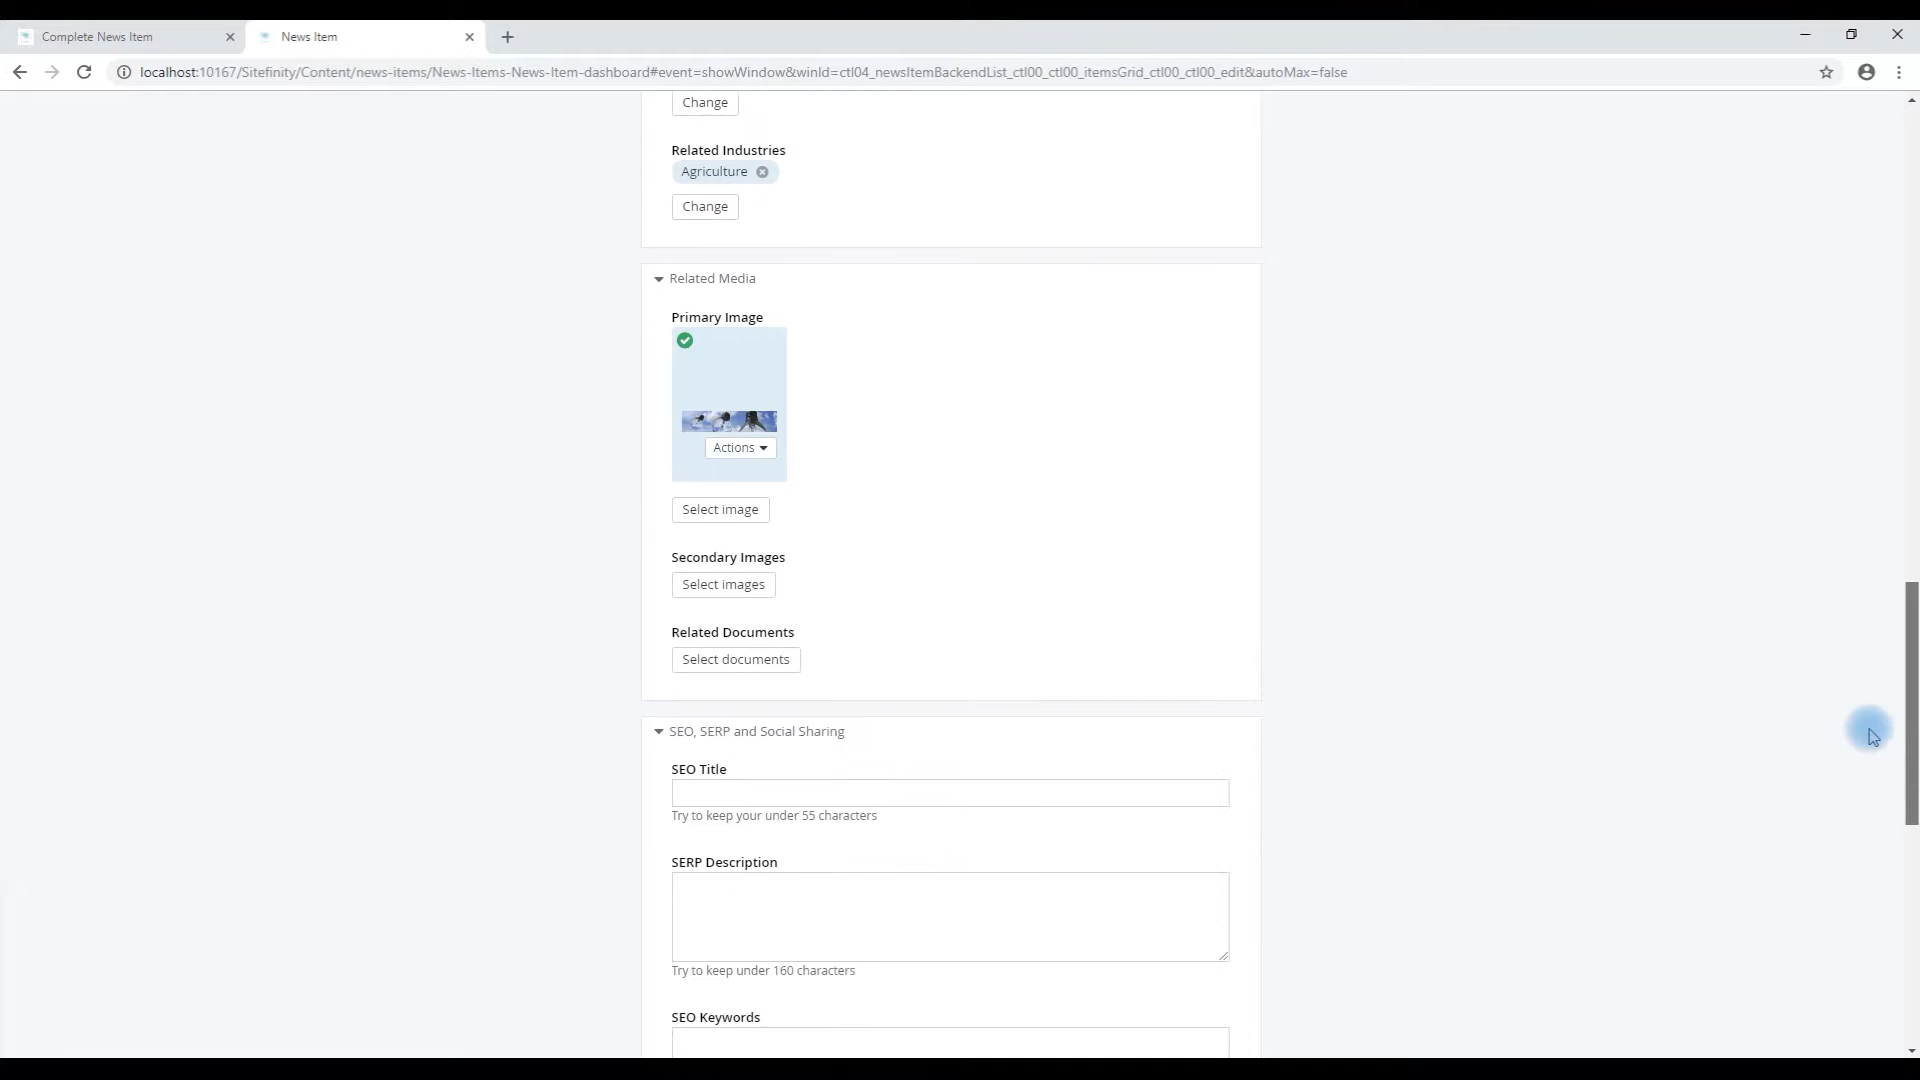 Complete News Item
News Item
localhost:10167/Sitefinity/Content/news-items/News-Items-News-Item-dashboard#event=showWindow&winId=ctl04_newsItemBackendList_ctl00_ctl00_itemsGrid_ctl00_ctl00_edit&autoMax=false
Change
Related Industries
Agriculture
Change
Related Media
Primary Image
Actions
Select image
Secondary Images
Select images
Related Documents
Select documents
SEO, SERP and Social Sharing
SEO Title
Try to keep your under 55 characters
SERP Description
Try to keep under 160 characters
SEO Keywords